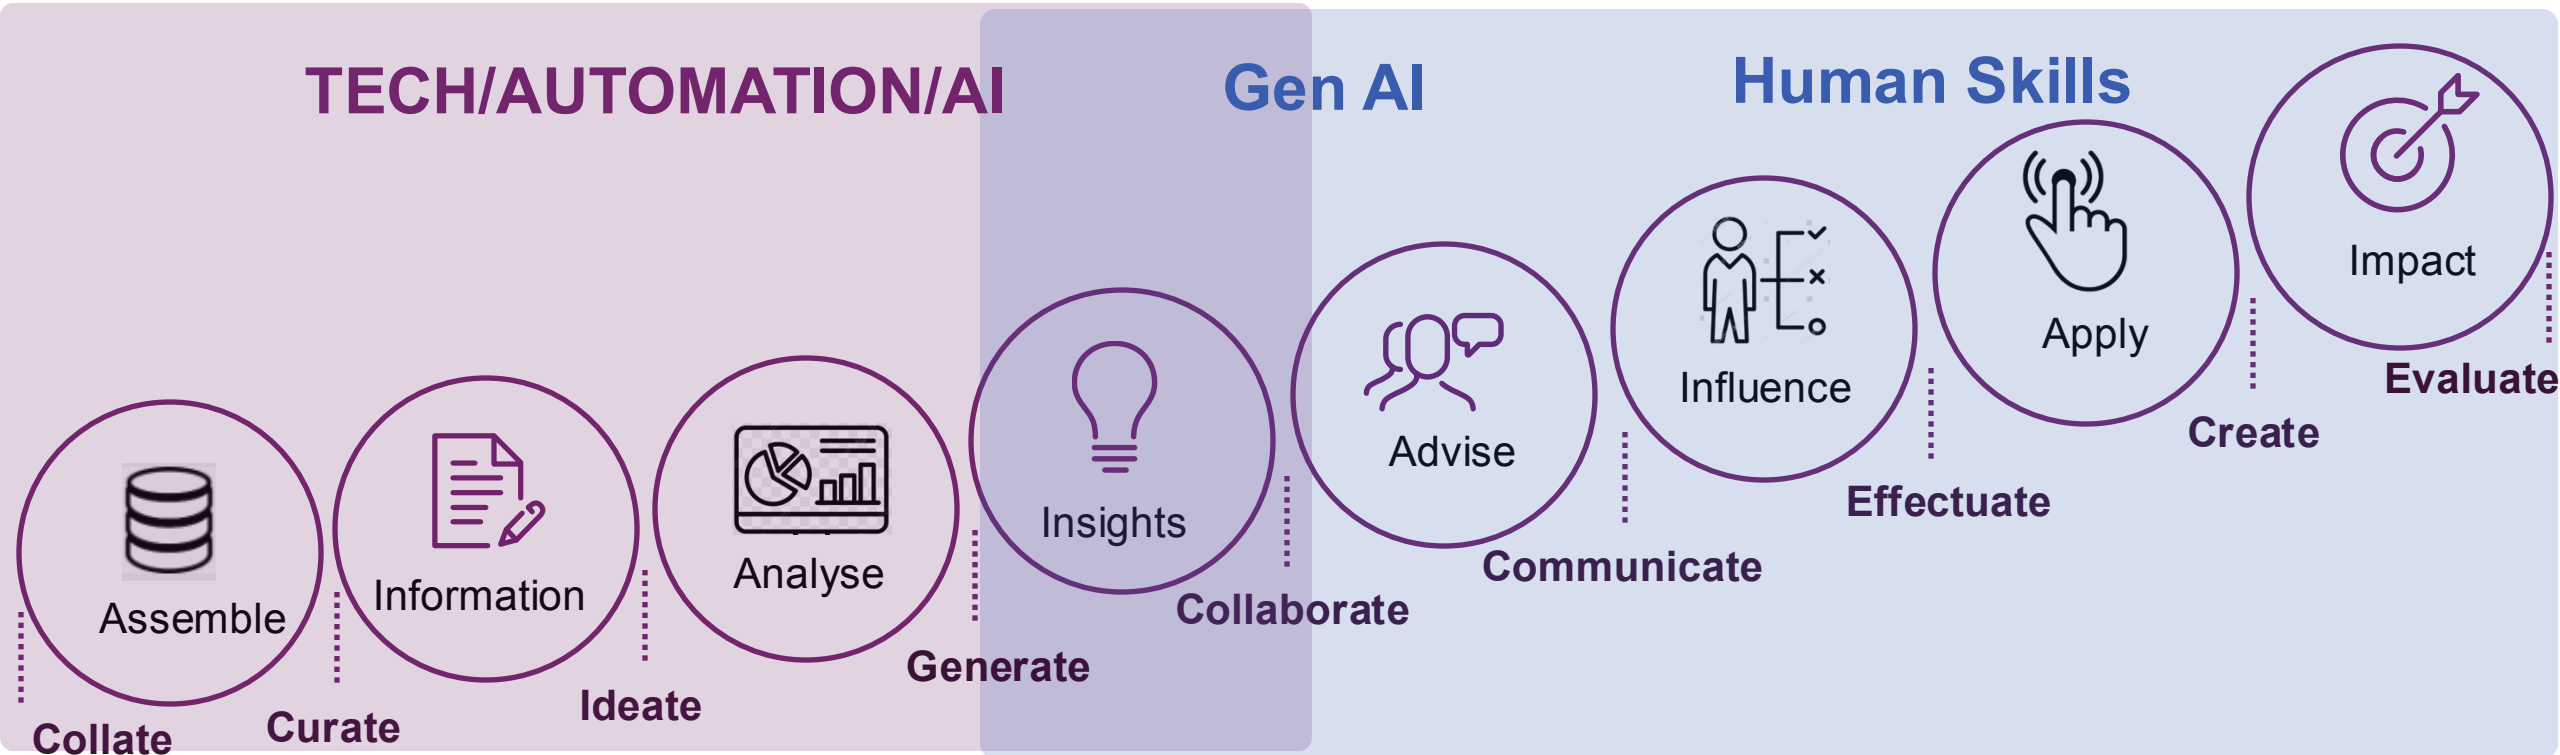 TECH/AUTOMATION/AI
Gen AI
Human Skills
Assemble
Information
Analyse
Insights
Advise
Influence
Apply
Impact
Collate
Curate
Ideate
Generate
Collaborate
Communicate
Effectuate
Create
Evaluate